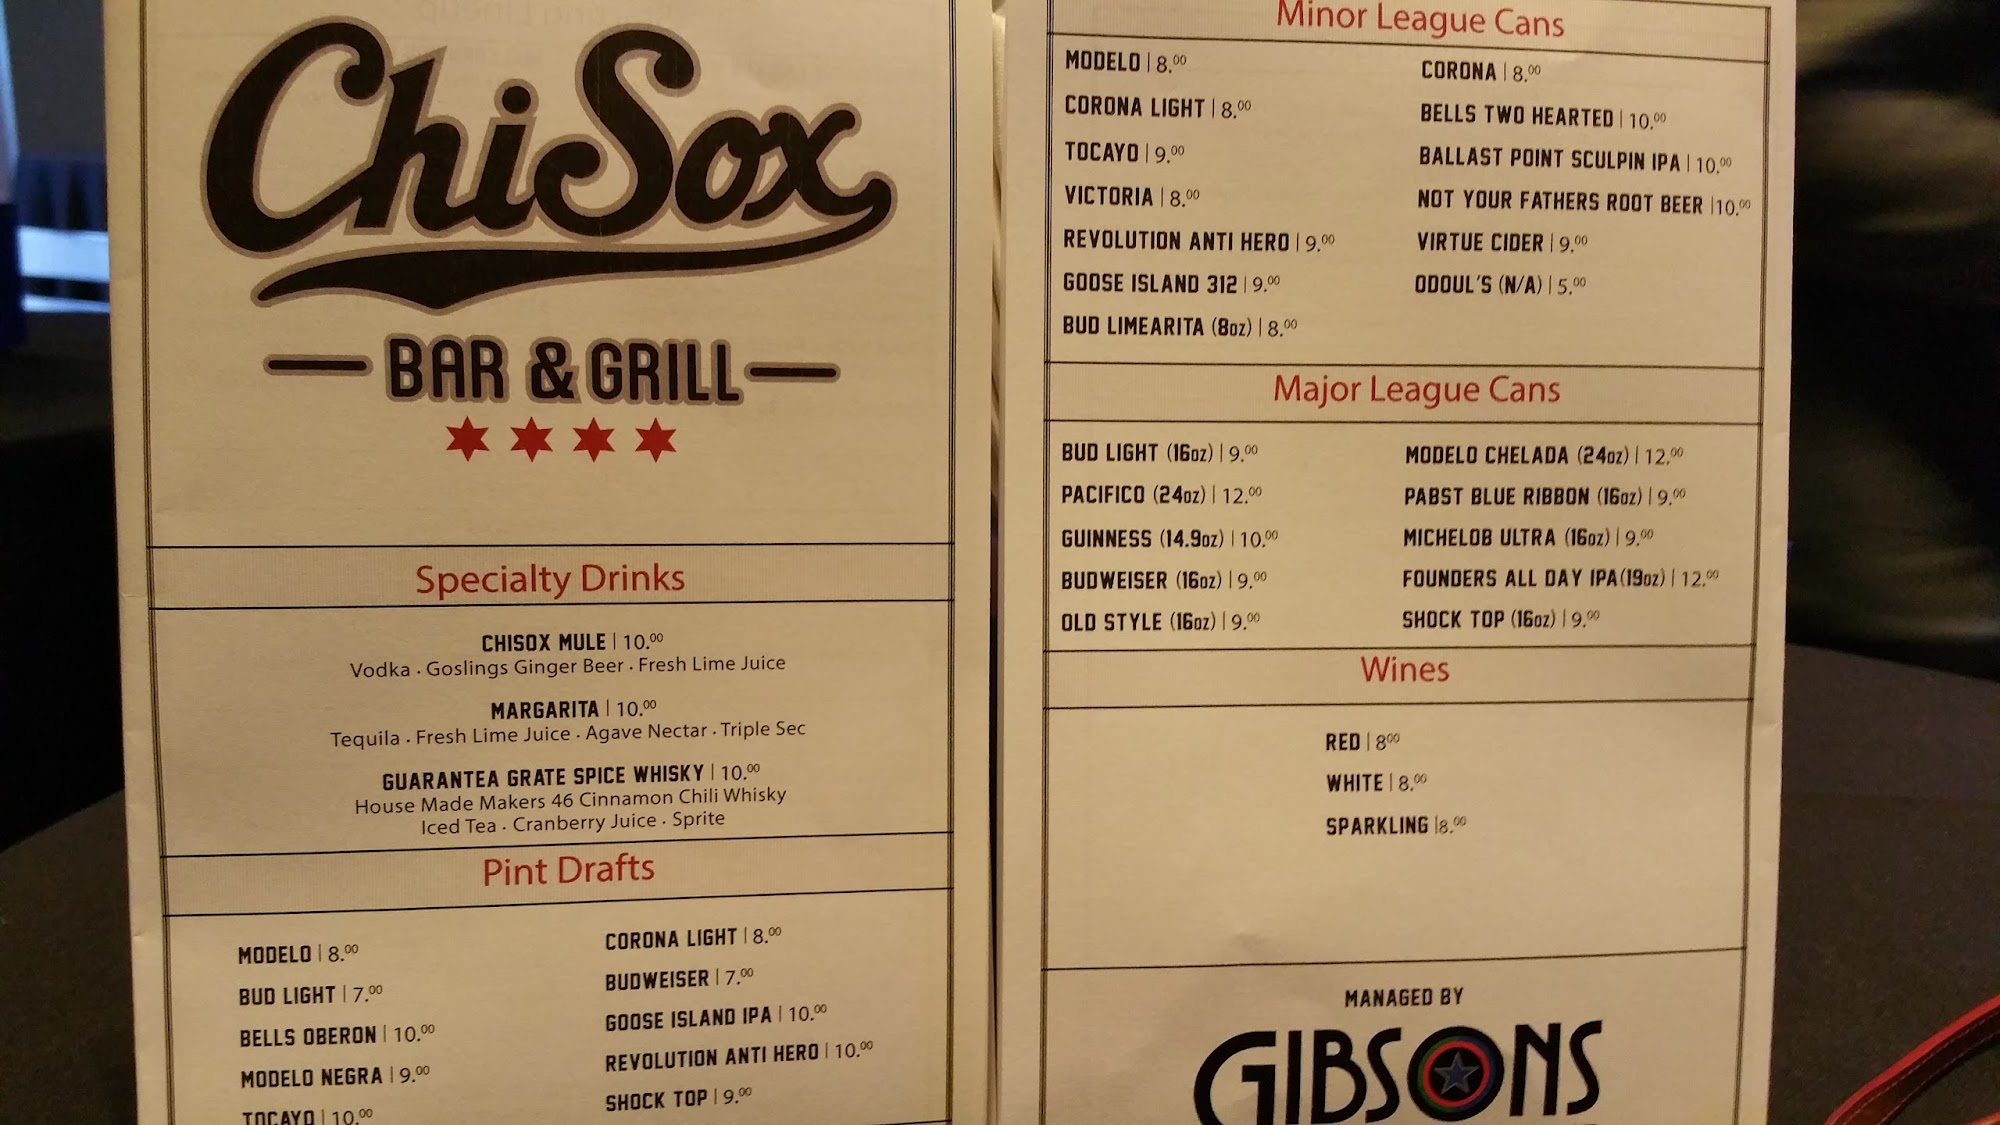 ChiSox
BAR & GRILL
Specialty Drinks
CHISOX MULE | 10.00
Vodka . Goslings Ginger Beer . Fresh Lime Juice
MARGARITA | 10.00
Tequila . Fresh Lime Juice . Agave Nectar . Triple Sec
GUARANTEA GRATE SPICE WHISKY | 10.00
House Made Makers 46 Cinnamon Chili Whisky
Iced Tea . Cranberry Juice . Sprite
Pint Drafts
MODELO | 8.00
BUD LIGHT | 7.00
BELLS OBERON | 10.00
MODELO NEGRA | 9.00
TOCAYO | 10.00
CORONA LIGHT | 8.00
BUDWEISER | 7.00
GOOSE ISLAND IPA | 10.00
REVOLUTION ANTI HERO | 10.00
SHOCK TOP | 9.00
Minor League Cans
MODELO | 8.00
CORONA LIGHT | 8.00
TOCAYO | 9.00
VICTORIA | 8.00
REVOLUTION ANTI HERO | 9.00
GOOSE ISLAND 312 | 9.00
BUD LIMEARITA (8oz) | 8.00
CORONA | 8.00
BELLS TWO HEARTED | 10.00
BALLAST POINT SCULPIN IPA | 10.00
NOT YOUR FATHERS ROOT BEER |10.00
VIRTUE CIDER | 9.00
ODOUL'S (N/A) | 5.00
Major League Cans
BUD LIGHT (16oz) | 9.00
PACIFICO (24oz) | 12.00
GUINNESS (14.9oz) | 10.00
BUDWEISER (16oz) | 9.00
OLD STYLE (16oz) | 9.00
MODELO CHELADA (24oz) | 12.00
PABST BLUE RIBBON (16oz) | 9.00
MICHELOB ULTRA (16oz) | 9.00
FOUNDERS ALL DAY IPA(19oz) | 12.00
SHOCK TOP (16oz) | 9.00
Wines
RED | 800
WHITE | 8.00
SPARKLING |8.00
MANAGED BY
GIBSONS